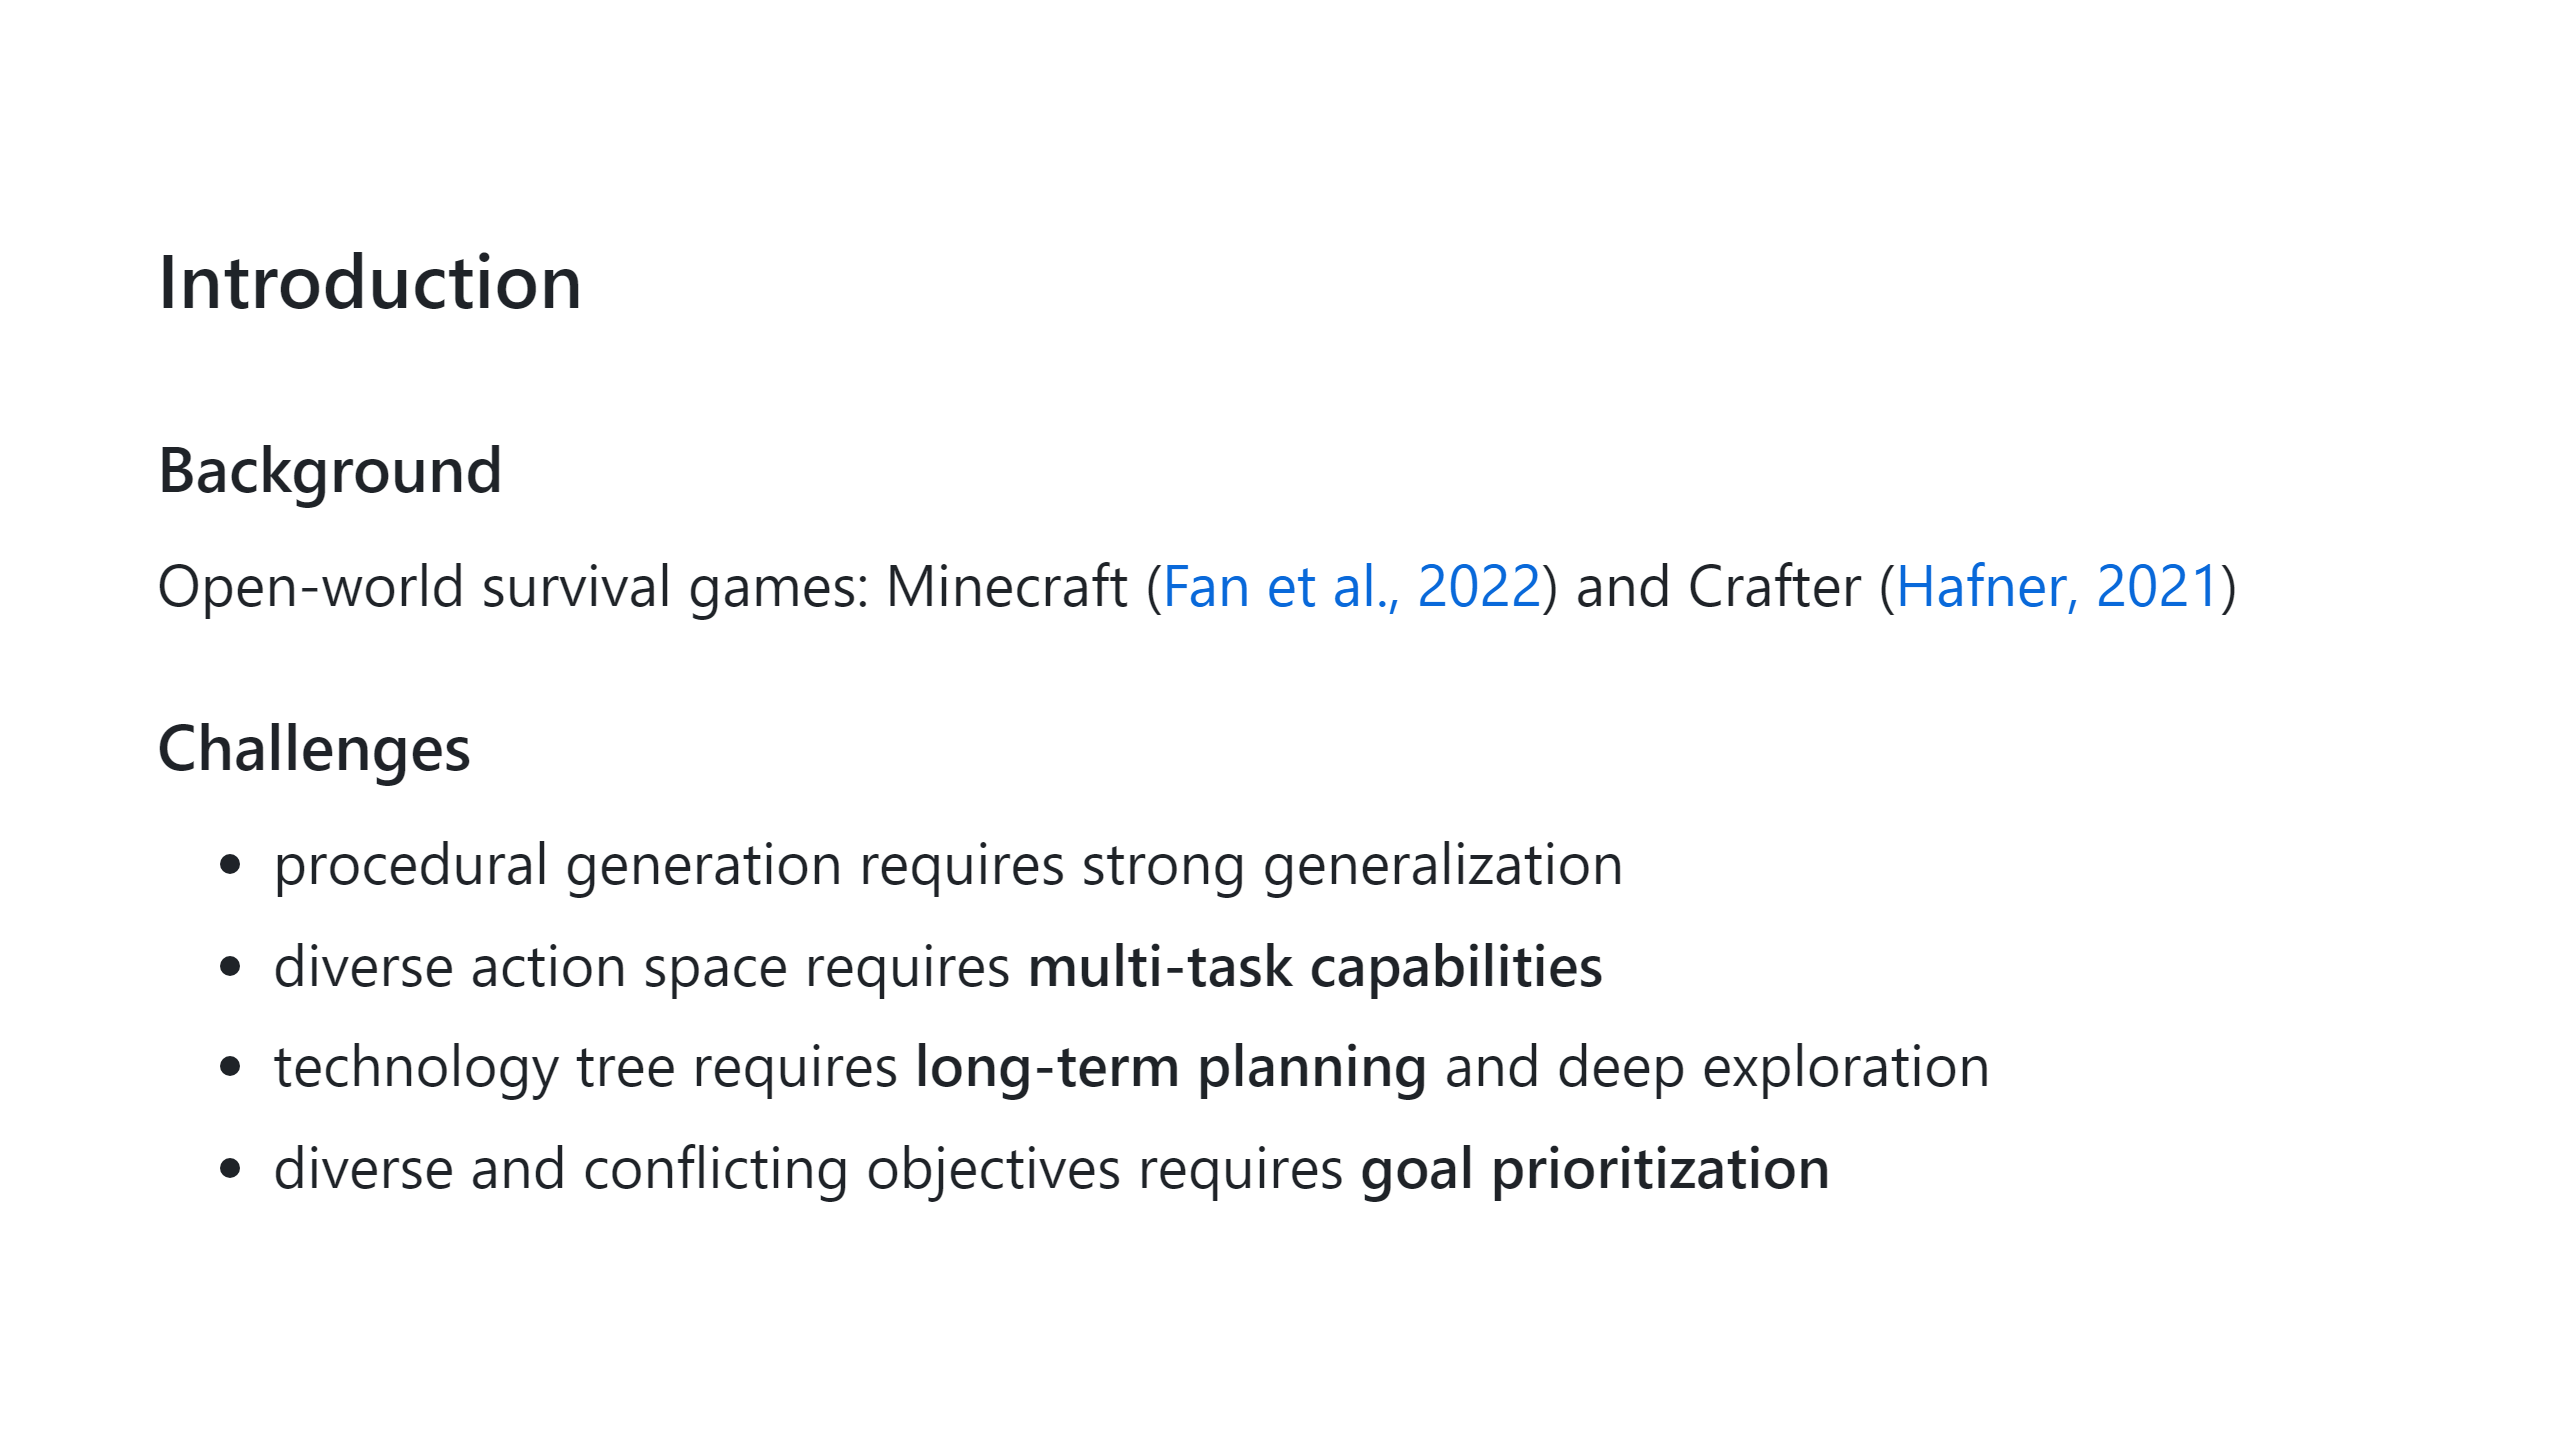 Introduction
Background
Open-world survival games: Minecraft (Fan et al., 2022) and Crafter (Hafner, 2021)
Challenges
• procedural generation requires strong generalization
• diverse action space requires multi-task capabilities
• technology tree requires long-term planning and deep exploration
• diverse and conflicting objectives requires goal prioritization